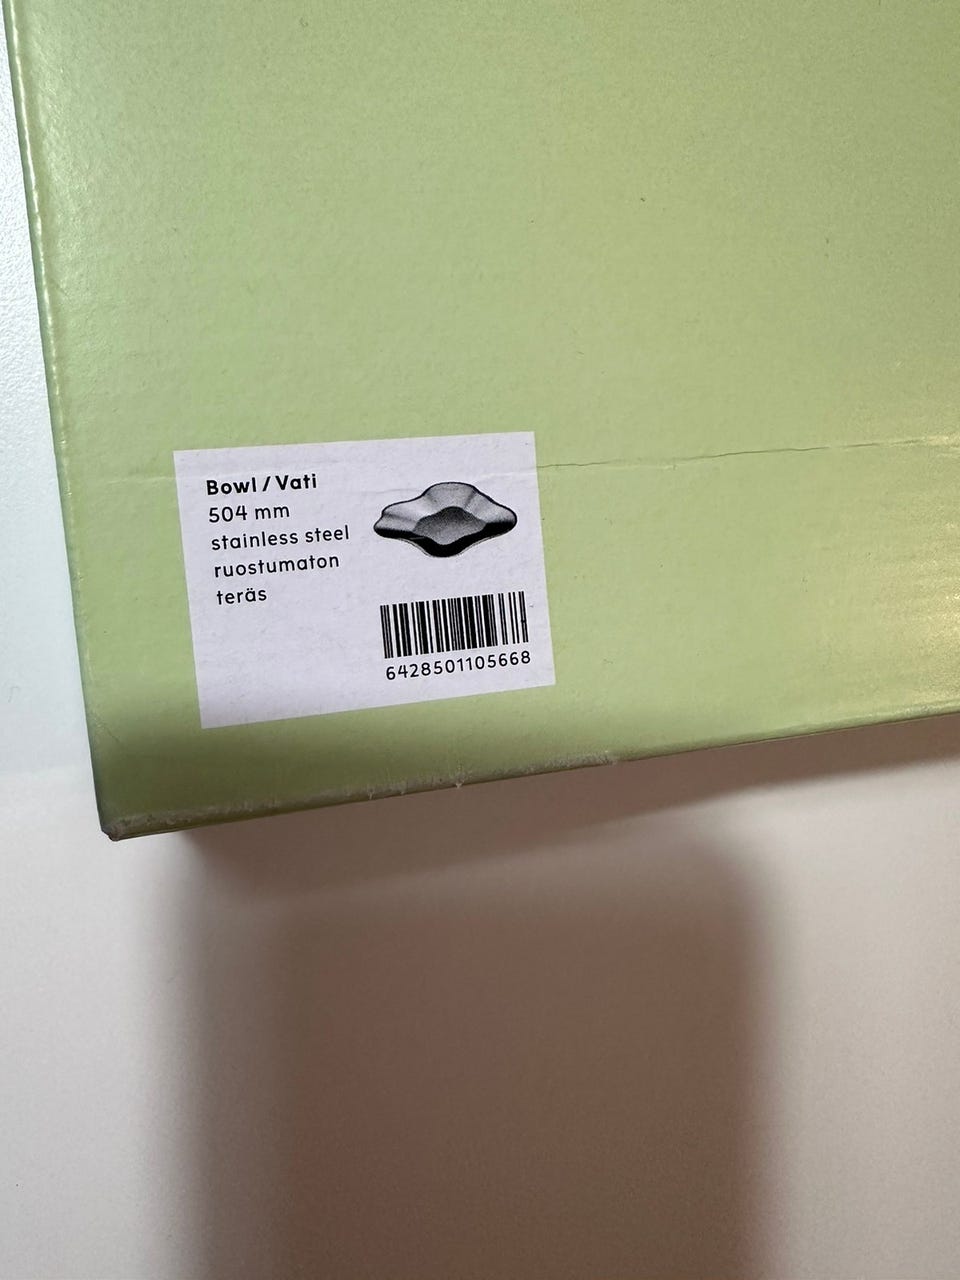 Bowl / Vati
504 mm
stainless steel
ruostumaton
teräs
6428501105668